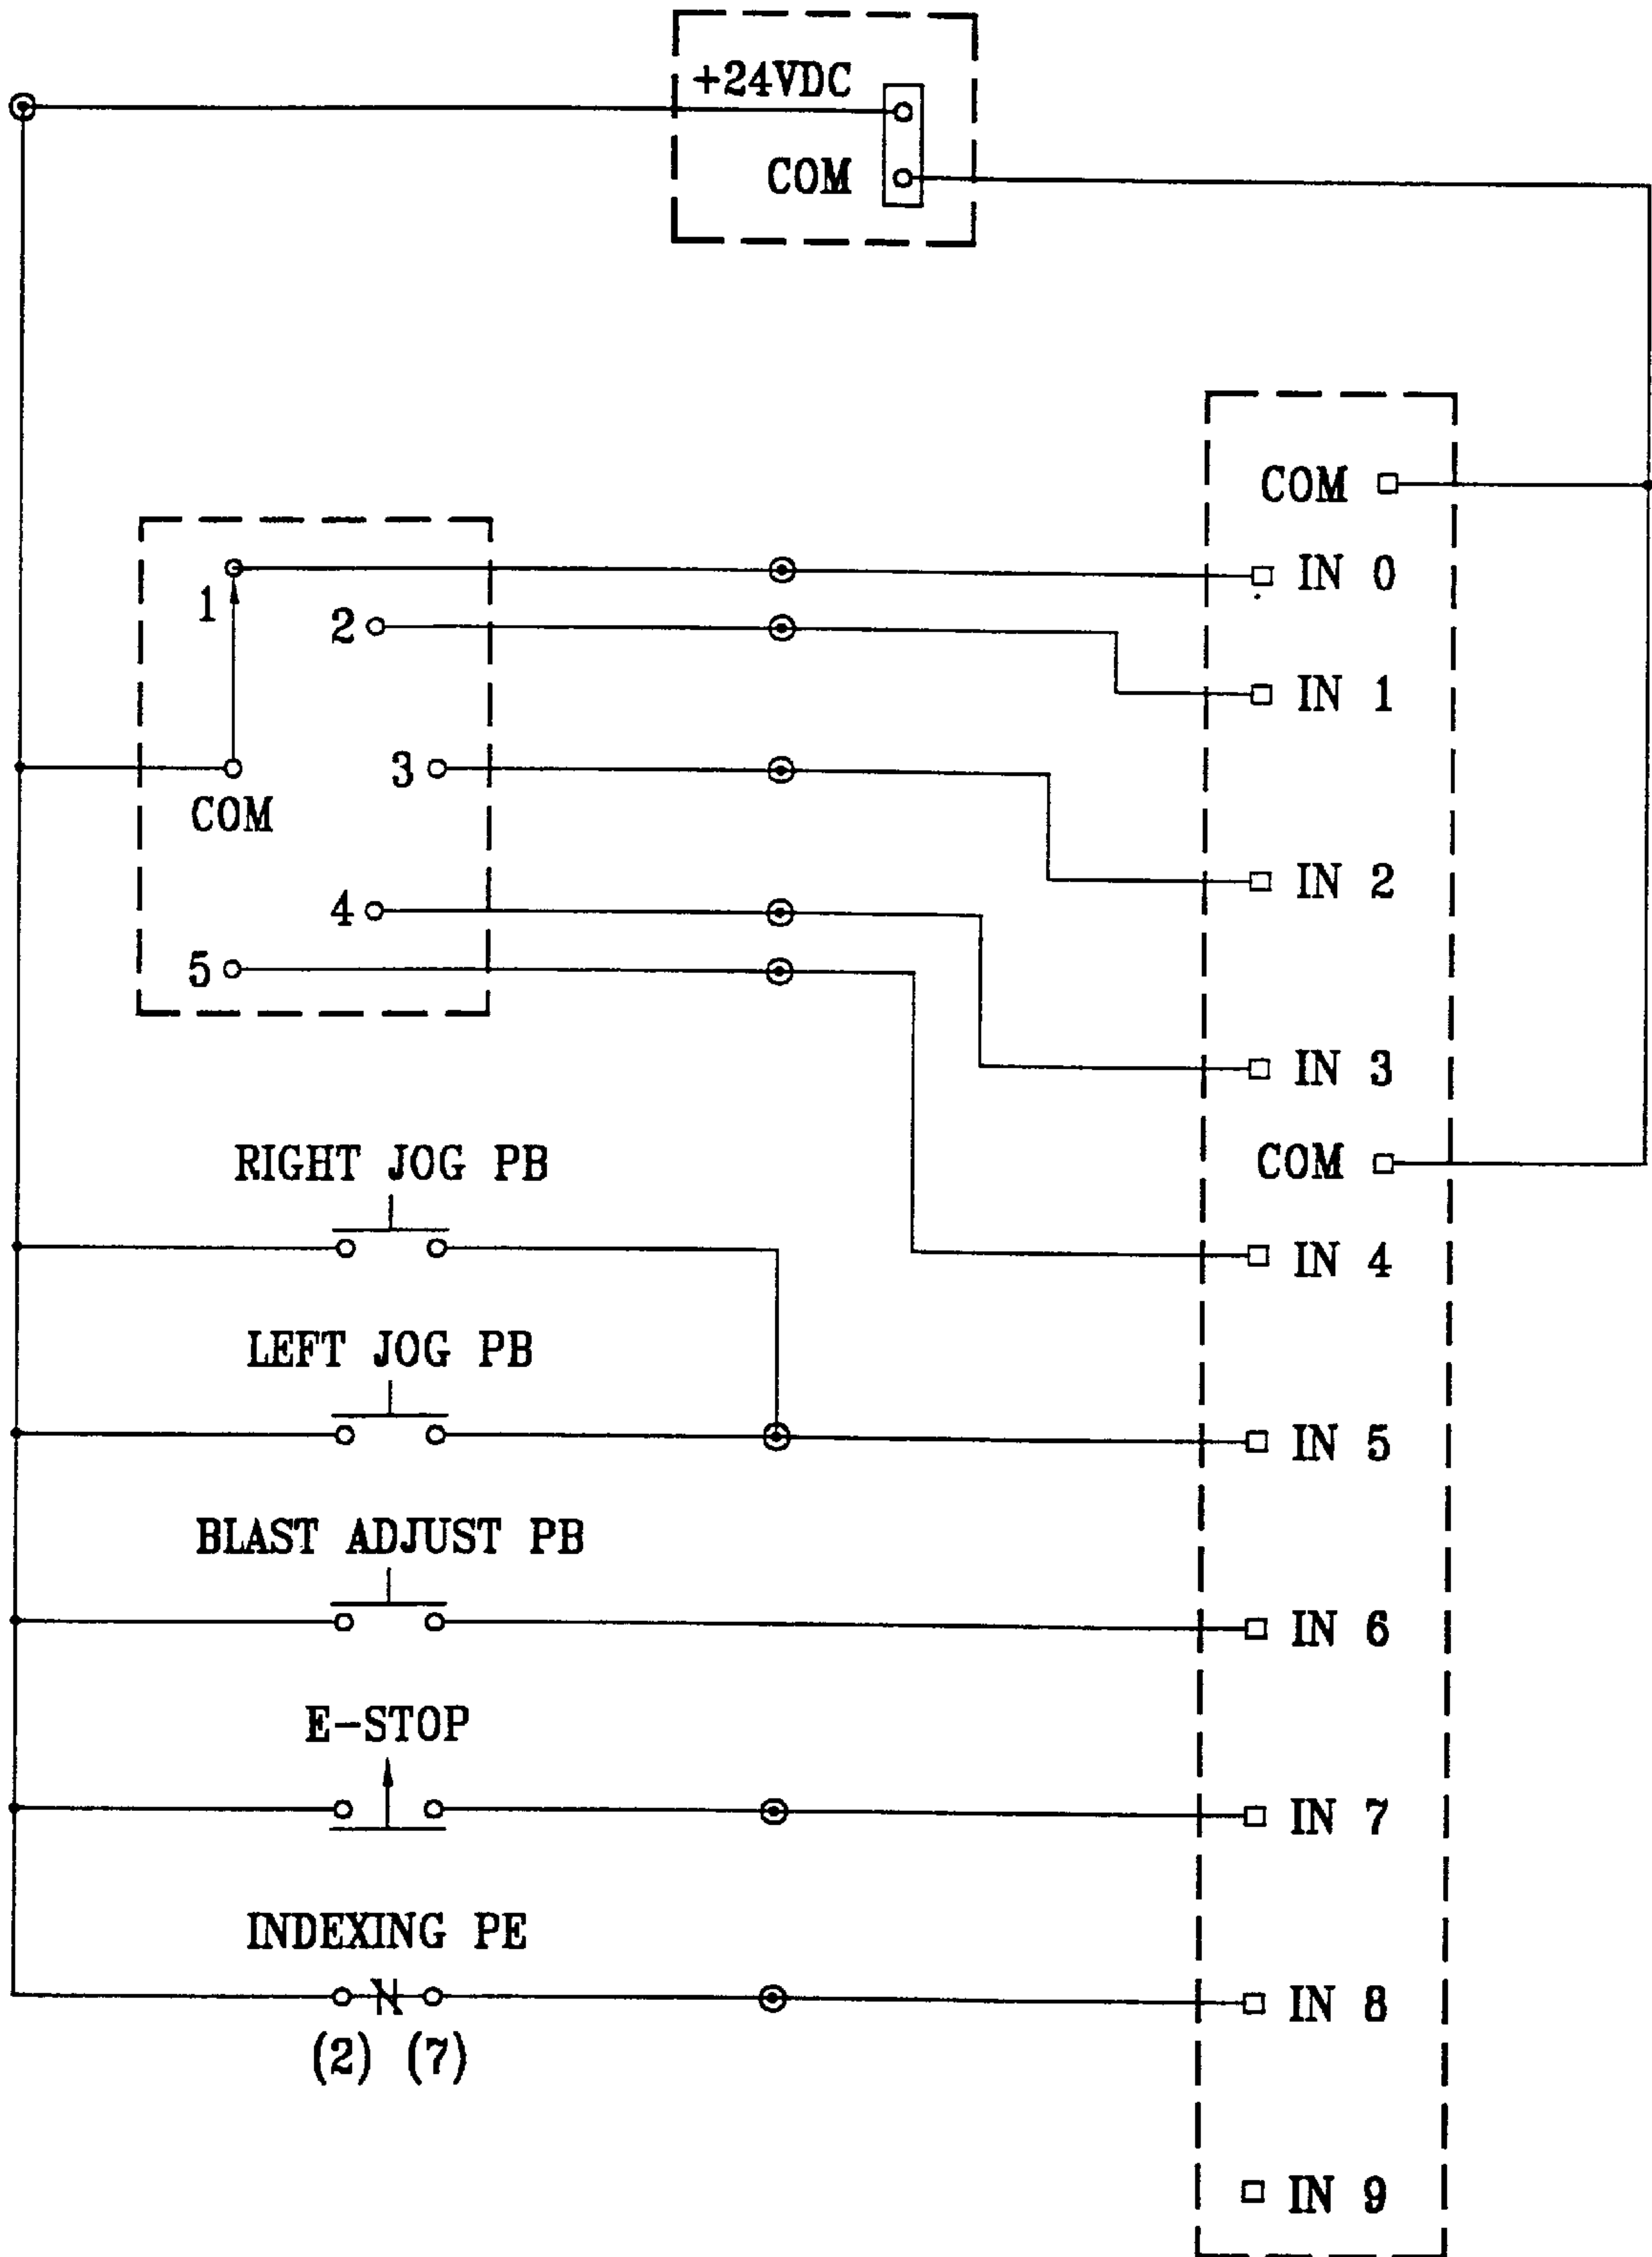 +24VDC
COM
COM
1
IN 0
2
IN 1
3
COM
IN 2
4
5
IN 3
RIGHT JOG PB
COM
IN 4
LEFT JOG PB
IN 5
BLAST ADJUST PB
IN 6
E-STOP
IN 7
INDEXING PE
IN 8
(2) (7)
IN 9